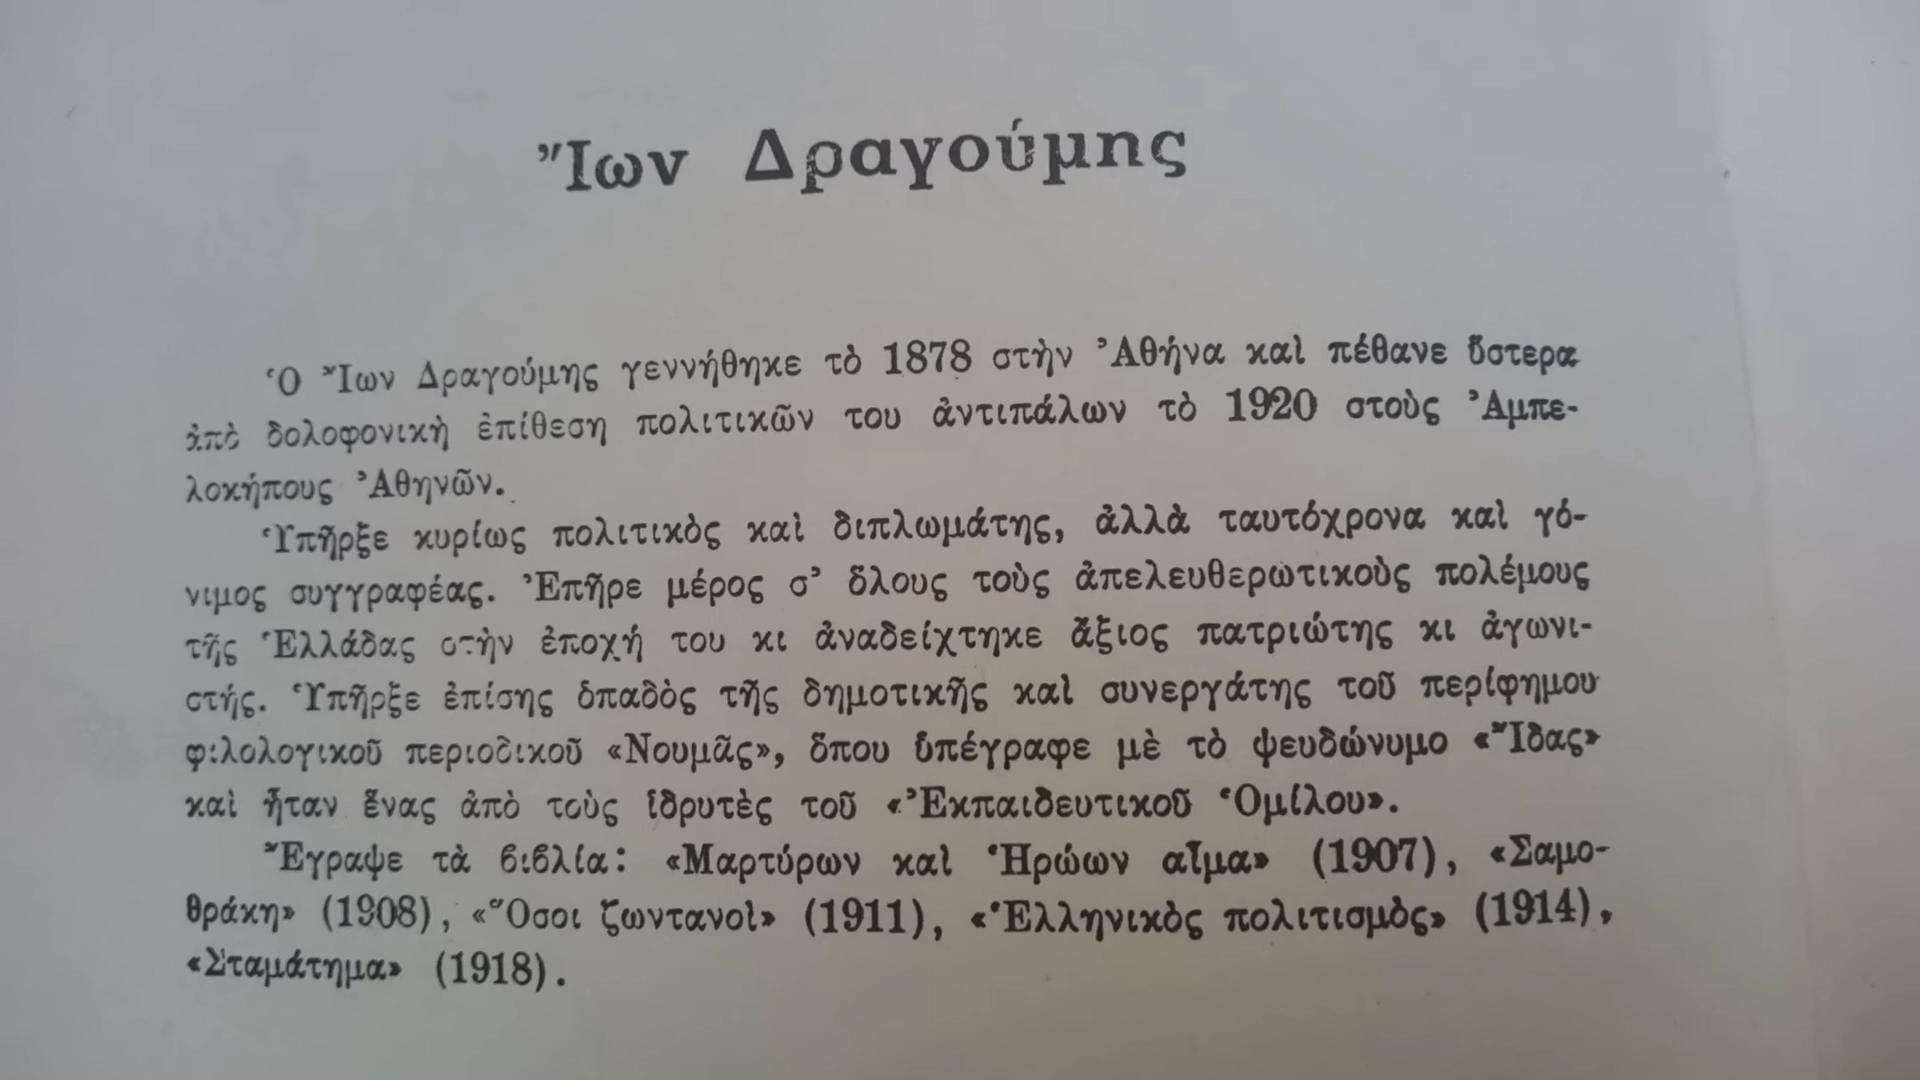 Ἴων Δραγούμης
Ὁ Ἴων Δραγούμης γεννήθηκε τὸ 1878 στὴν Ἀθήνα καὶ πέθανε ὕστερα
ἀπὸ δολοφονικὴ ἐπίθεση πολιτικῶν του ἀντιπάλων τὸ 1920 στοὺς Ἀμπε-
λοκήπους Ἀθηνῶν.
Ὑπῆρξε κυρίως πολιτικὸς καὶ διπλωμάτης, ἀλλὰ ταυτόχρονα καὶ γό-
νιμος συγγραφέας. Ἐπῆρε μέρος σ' ὅλους τοὺς ἀπελευθερωτικοὺς πολέμους
τῆς Ἑλλάδας στὴν ἐποχή του κι ἀναδείχτηκε ἄξιος πατριώτης κι ἀγωνι-
στής. Ὑπῆρξε ἐπίσης ὀπαδὸς τῆς δημοτικῆς καὶ συνεργάτης τοῦ περίφημου
φιλολογικοῦ περιοδικοῦ «Νουμᾶς», ὅπου ὑπέγραφε μὲ τὸ ψευδώνυμο «Ἴδας»
καὶ ἦταν ἕνας ἀπὸ τοὺς ἱδρυτὲς τοῦ «Ἐκπαιδευτικοῦ Ὁμίλου».
Ἔγραψε τὰ βιβλία: «Μαρτύρων καὶ Ἡρώων αἷμα» (1907), «Σαμο-
θράκη» (1908), «Ὅσοι ζωντανοὶ» (1911), «Ἑλληνικὸς πολιτισμὸς» (1914),
«Σταμάτημα» (1918).